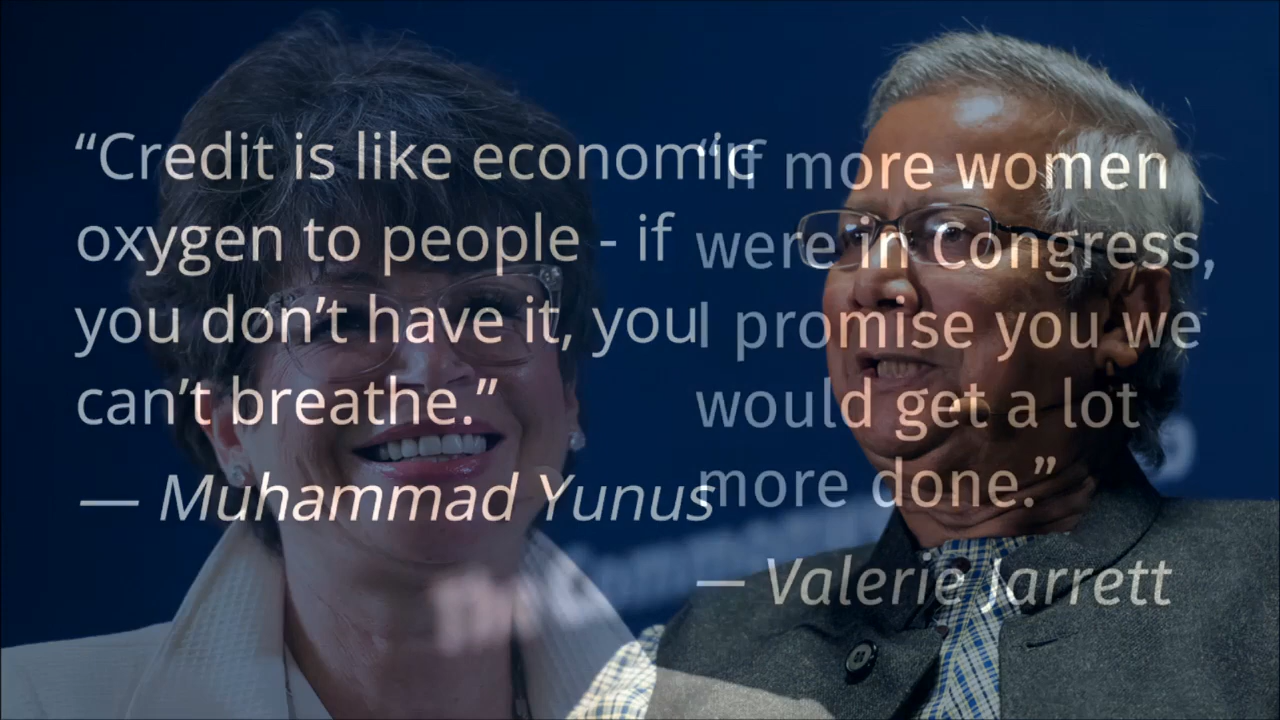 “Credit is like economic
oxygen to people - if
you don’t have it, you
can’t breathe.”
— Muhammad Yunus
“If more women
were in congress,
I promise you we
would get a lot
more done.”
— Valerie Jarrett